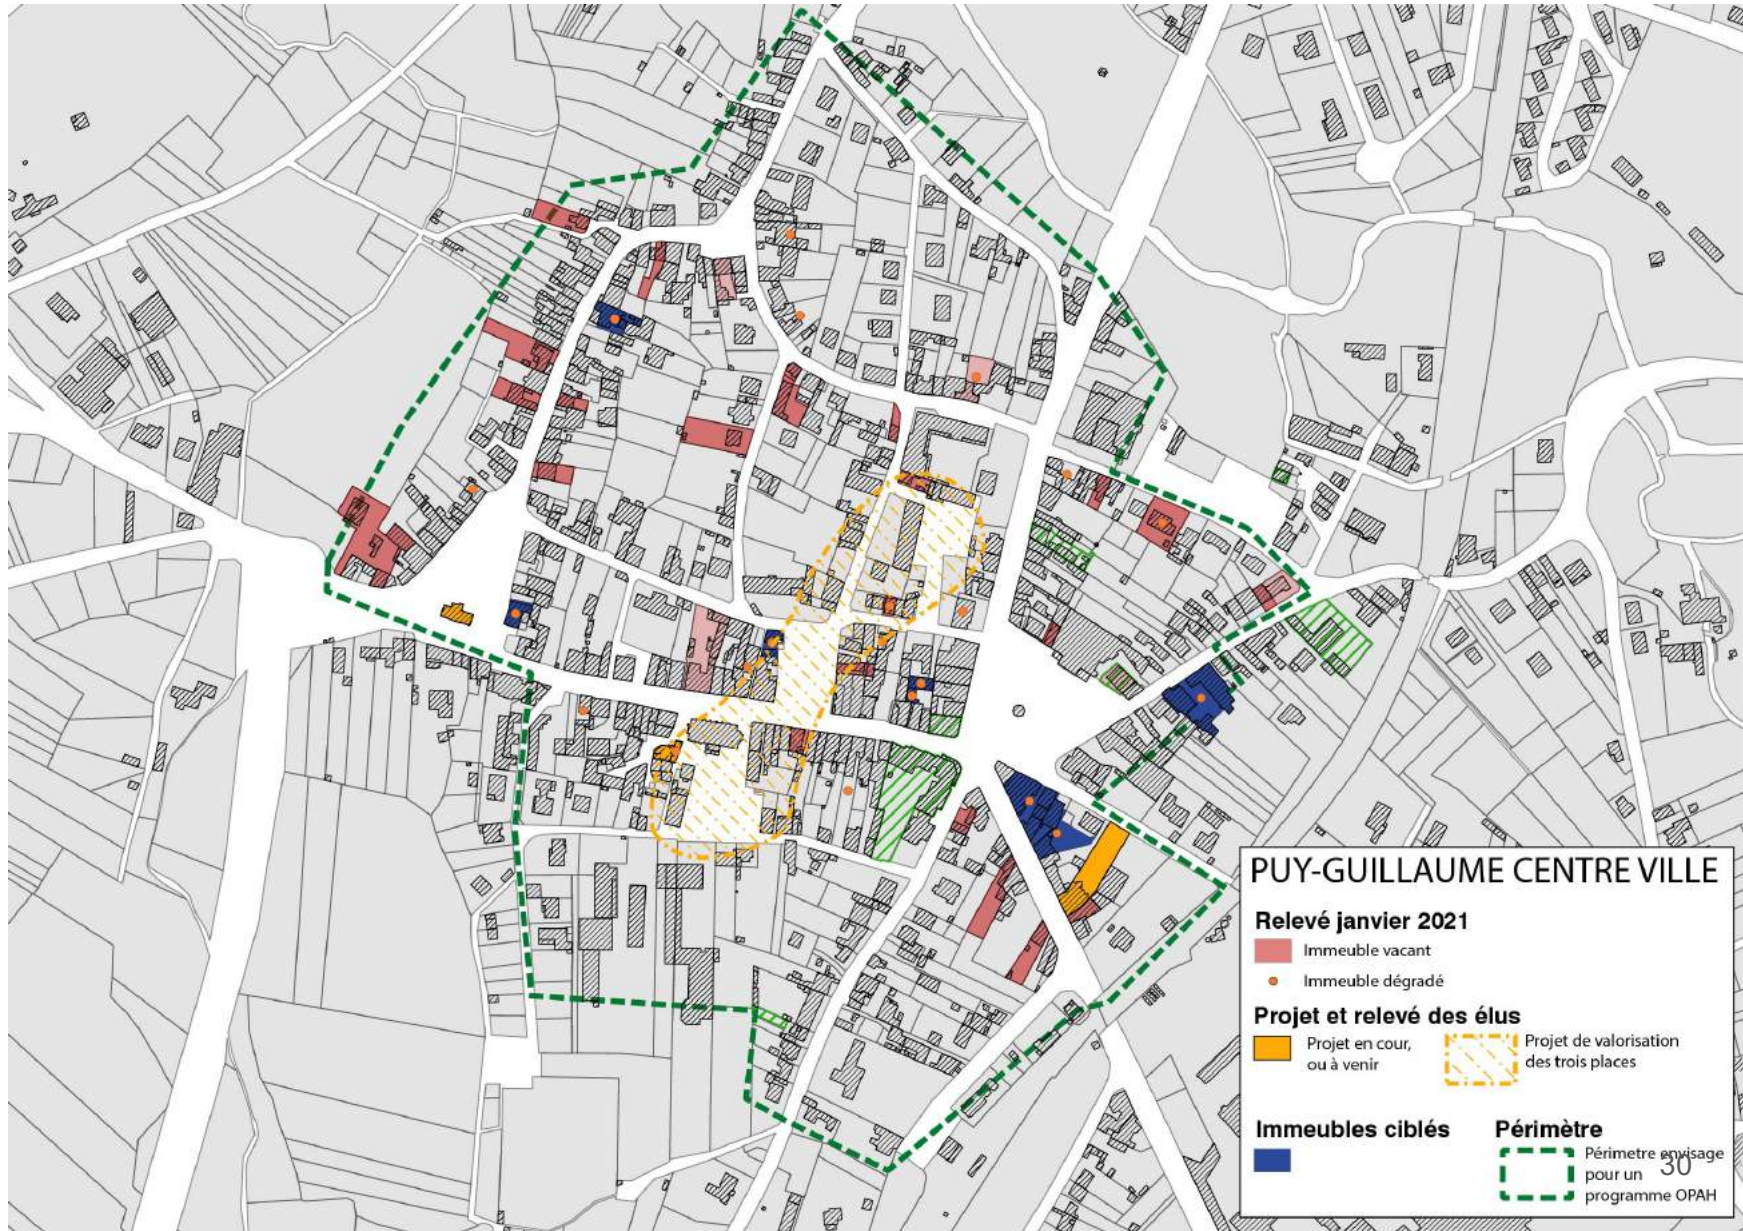 PUY-GUILLAUME CENTRE VILLE
Relevé janvier 2021
Immeuble vacant
Immeuble dégradé
Projet et relevé des élus
Projet en cour,
ou à venir
Projet de valorisation
des trois places
Immeubles ciblés
Périmètre
Périmetre envisage
pour un
programme OPAH
30